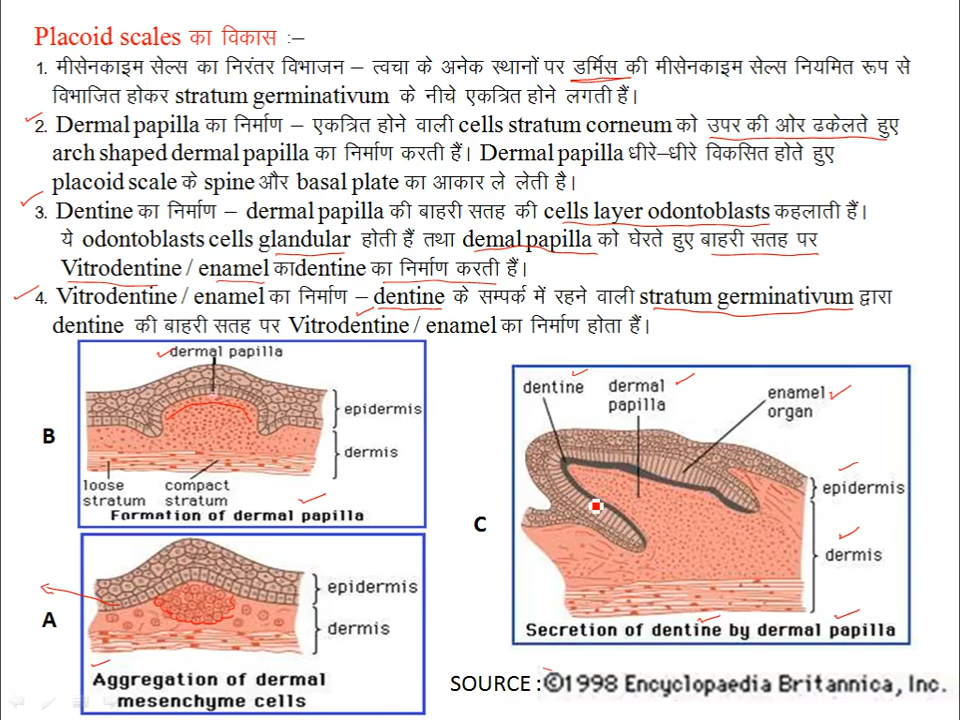 Placoid scales का विकास :–
1. मीसेनकाइम सेल्स का निरंतर विभाजन – त्वचा के अनेक स्थानों पर डर्मिस की मीसेनकाइम सेल्स नियमित रूप से
विभाजित होकर stratum germinativum के नीचे एकत्रित होने लगती हैं।
2. Dermal papilla का निर्माण – एकत्रित होने वाली cells stratum corneum को उपर की ओर ढकेलते हुए
arch shaped dermal papilla का निर्माण करती हैं। Dermal papilla धीरे–धीरे विकसित होते हुए
placoid scale के spine और basal plate का आकार ले लेती है।
3. Dentine का निर्माण – dermal papilla की बाहरी सतह की cells layer odontoblasts कहलाती हैं।
ये odontoblasts cells glandular होती हैं तथा demal papilla को घेरते हुए बाहरी सतह पर
Vitrodentine / enamel काdentine का निर्माण करती हैं।
4. Vitrodentine / enamel का निर्माण – dentine के सम्पर्क में रहने वाली stratum germinativum द्वारा
dentine की बाहरी सतह पर Vitrodentine / enamel का निर्माण होता हैं।
dermal papilla
epidermis
B
dermis
loose stratum
compact stratum
Formation of dermal papilla
epidermis
A
dermis
Aggregation of dermal
mesenchyme cells
dentine
dermal papilla
enamel organ
epidermis
C
dermis
Secretion of dentine by dermal papilla
SOURCE : ©1998 Encyclopaedia Britannica, Inc.